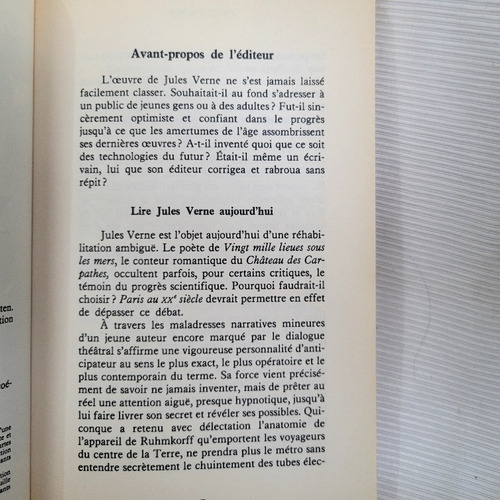 Avant-propos de l'éditeur
L'œuvre de Jules Verne ne s'est jamais laissé
facilement classer. Souhaitait-il au fond s'adresser à
un public de jeunes gens ou à des adultes ? Fut-il sin-
cèrement optimiste et confiant dans le progrès
jusqu'à ce que les amertumes de l'âge assombrissent
ses dernières œuvres ? A-t-il inventé quoi que ce soit
des technologies du futur ? Était-il même un écri-
vain, lui que son éditeur corrigea et rabroua sans
répit ?
Lire Jules Verne aujourd'hui
Jules Verne est l'objet aujourd'hui d'une réhabi-
litation ambiguë. Le poète de Vingt mille lieues sous
les mers, le conteur romantique du Château des Car-
pathes, occultent parfois, pour certains critiques, le
témoin du progrès scientifique. Pourquoi faudrait-il
choisir ? Paris au XXe siècle devrait permettre en effet
de dépasser ce débat.
À travers les maladresses narratives mineures
d'un jeune auteur encore marqué par le dialogue
théâtral s'affirme une vigoureuse personnalité d'anti-
cipateur au sens le plus exact, le plus opératoire et
le plus contemporain du terme. Sa force vient précisé-
ment de savoir ne jamais inventer, mais de prêter au
réel une attention aiguë, presque hypnotique, jusqu'à
lui faire livrer son secret et révéler ses possibles. Qui-
conque a retenu avec délectation l'anatomie de
l'appareil de Ruhmkorff qu'emportent les voyageurs
du centre de la Terre, ne prendra plus le métro sans
entendre secrètement le chuintement des tubes élec-